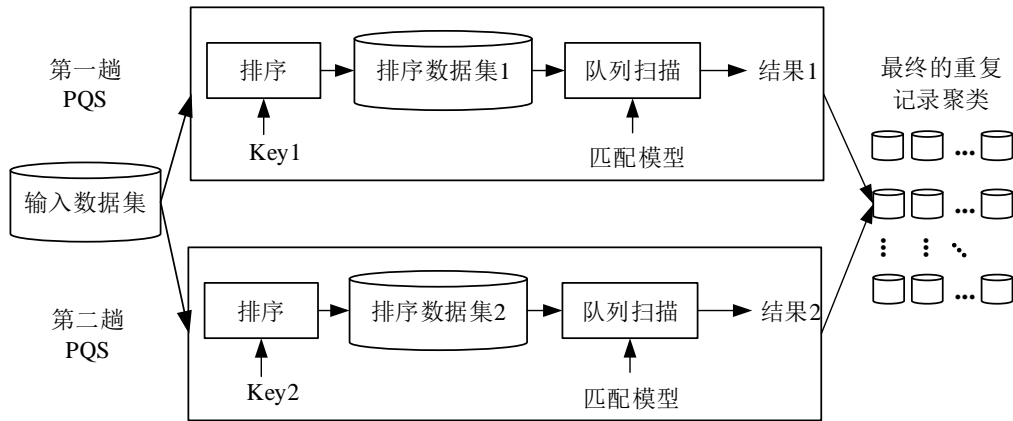 第一趟
PQS
排序
排序数据集1
队列扫描
结果1
Key1
匹配模型
输入数据集
第二趟
PQS
排序
排序数据集2
队列扫描
结果2
Key2
匹配模型
最终的重复
记录聚类